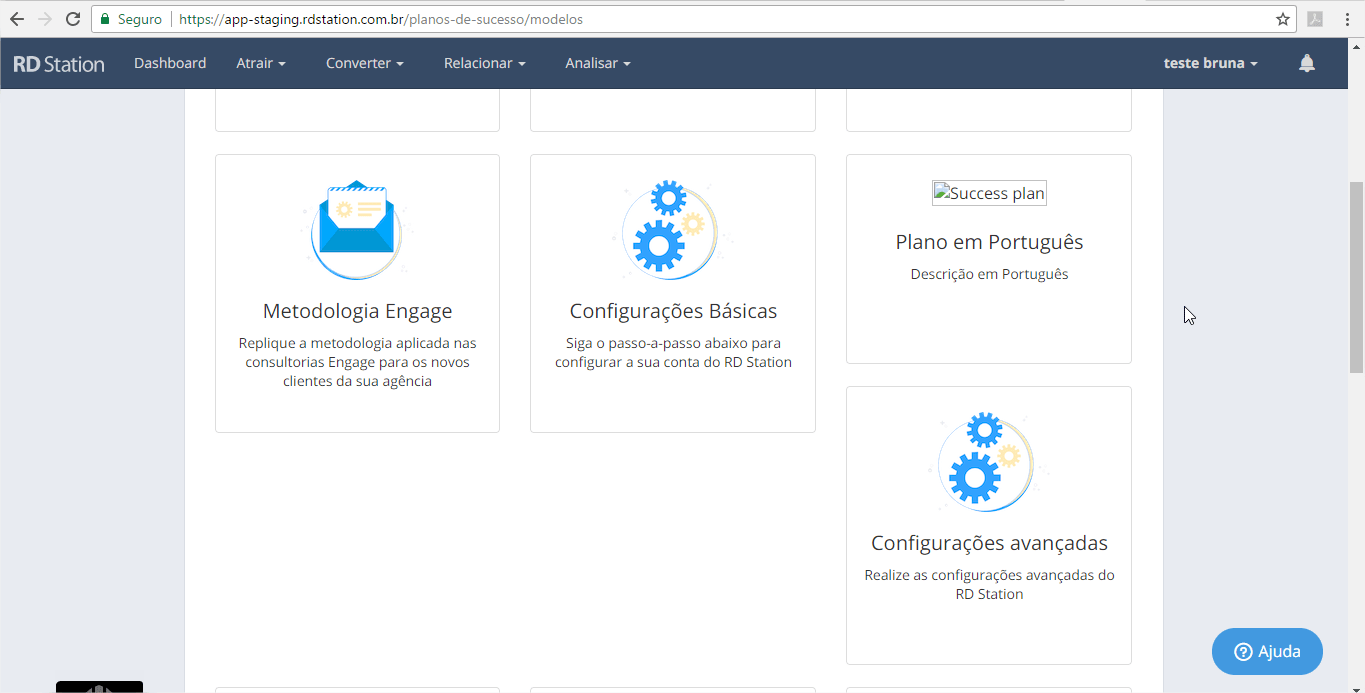 Seguro
https://app-staging.rdstation.com.br/planos-de-sucesso/modelos
RD Station
Dashboard
Atrair
Converter
Relacionar
Analisar
teste bruna
Metodologia Engage
Replique a metodologia aplicada nas
consultorias Engage para os novos
clientes da sua agência
Configurações Básicas
Siga o passo-a-passo abaixo para
configurar a sua conta do RD Station
Success plan
Plano em Português
Descrição em Português
Configurações avançadas
Realize as configurações avançadas do
RD Station
Ajuda